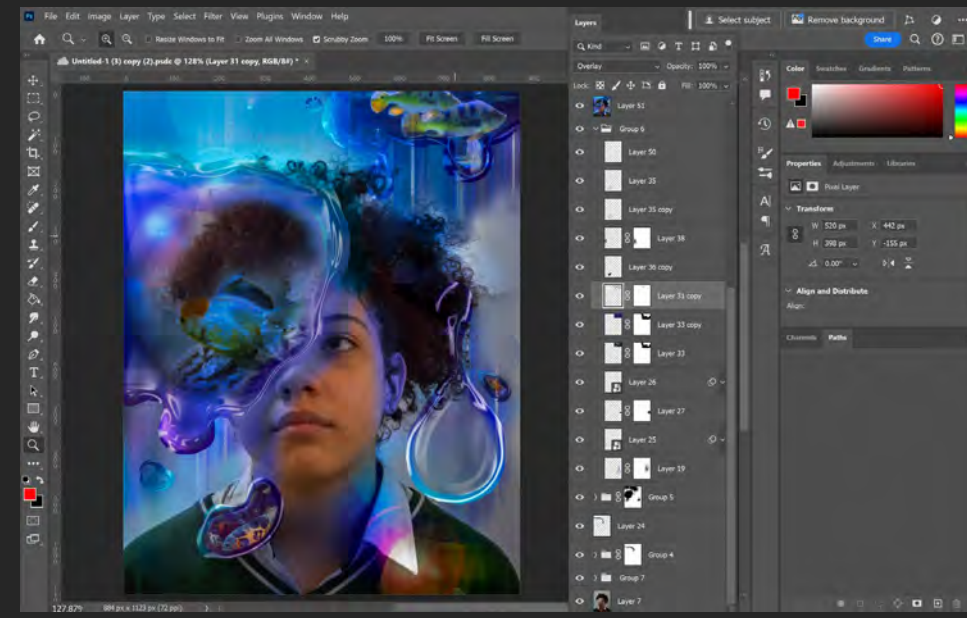 Ps File Edit Image Layer Type Select Filter View Plugins Window Help
Resize Windows to Fit Zoom All Windows Scrubby Zoom 100% Fit Screen Fill Screen
Untitled-1 (3) copy (2).psdc @ 128% (Layer 31 copy, RGB/8#) *
Layers
Select subject Remove background
Kind
Share
Overlay Opacity: 100%
Lock: Fill: 100%
Layer 51
Group 6
Layer 50
Layer 35
Layer 35 copy
Layer 38
Layer 36 copy
Layer 31 copy
Layer 33 copy
Layer 33
Layer 26
Layer 27
Layer 25
Layer 19
Group 5
Layer 24
Group 4
Group 7
Layer 7
Color Swatches Gradients Patterns
Properties Adjustments Libraries
Pixel Layer
Transform
W 520 px X 442 px
H 398 px Y -155 px
0.00°
Align and Distribute
Align:
Channels Paths
127.87% 884 px x 1123 px (72 ppi)